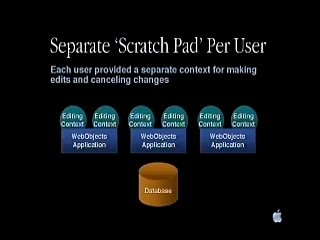 Separate ‘Scratch Pad’ Per User
Each user provided a separate context for making
edits and canceling changes
Editing Context Editing Context Editing Context Editing Context Editing Context Editing Context
WebObjects Application WebObjects Application WebObjects Application
Database